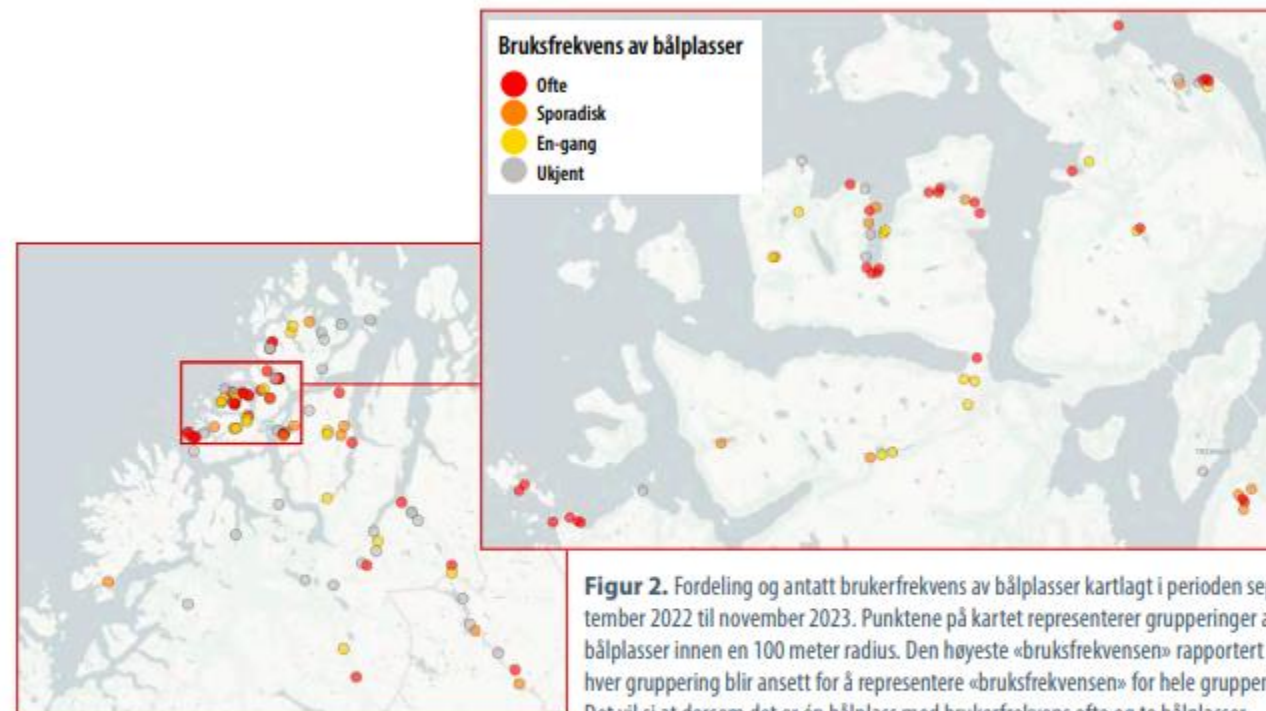 Bruksfrekvens av bålplasser
Ofte
Sporadisk
En-gang
Ukjent
Figur 2. Fordeling og antatt brukerfrekvens av bålplasser kartlagt i perioden sep
tember 2022 til november 2023. Punktene på kartet representerer grupperinger a
bålplasser innen en 100 meter radius. Den høyeste «bruksfrekvensen» rapportert
hver gruppering blir ansett for å representere «bruksfrekvensen» for hele grupper